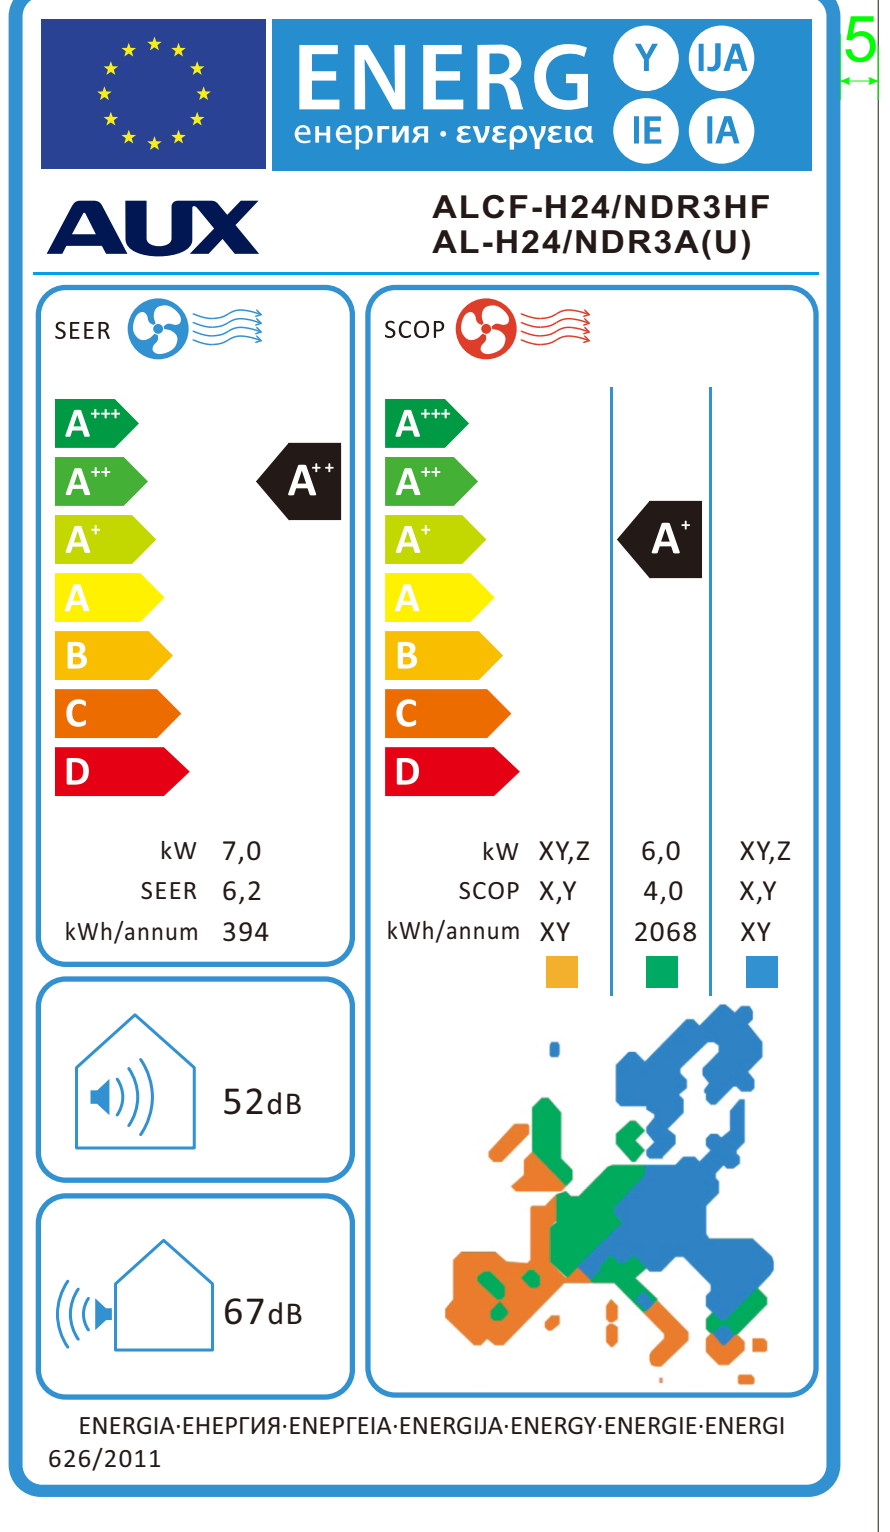 ENERG
Y IJA
IE IA
енергия · ενεργεια
5
AUX
ALCF-H24/NDR3HF
AL-H24/NDR3A(U)
SEER
A+++
A++
A+
A
B
C
D
A++
kW 7,0
SEER 6,2
kWh/annum 394
SCOP
A+++
A++
A+
A
B
C
D
A+
kW XY,Z 6,0 XY,Z
SCOP X,Y 4,0 X,Y
kWh/annum XY 2068 XY
52dB
67dB
ENERGIA·ЕНЕРГИЯ·ΕΝΕΡΓΕΙΑ·ENERGIJA·ENERGY·ENERGIE·ENERGI
626/2011